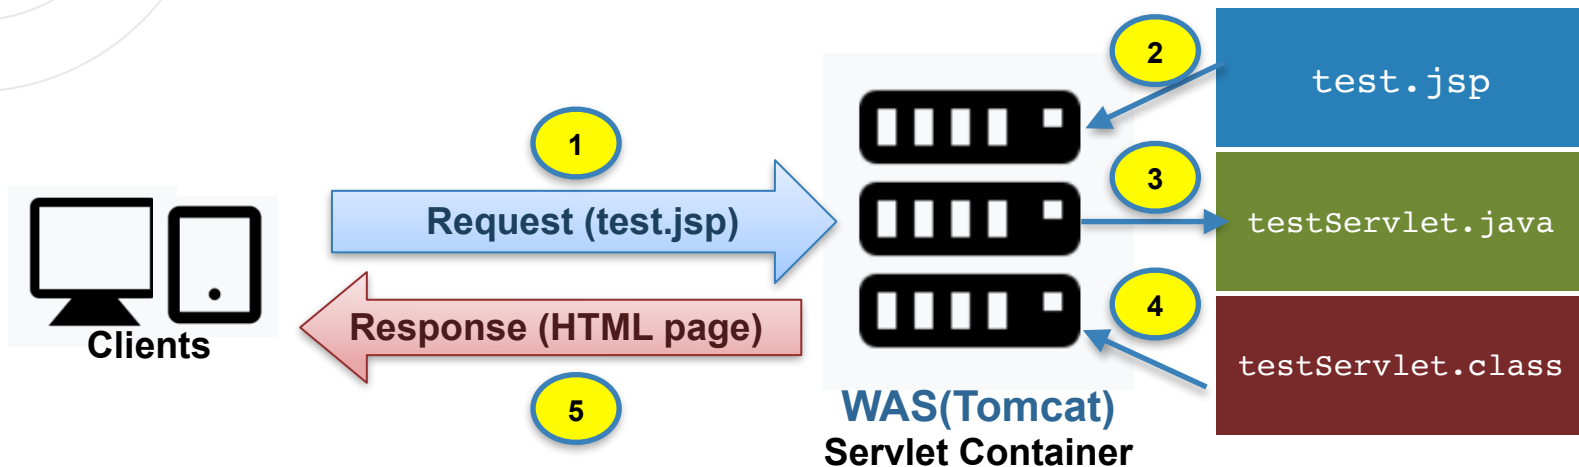 2
test.jsp
1
3
Request (test.jsp)
testServlet.java
4
Response (HTML page)
Clients
testServlet.class
5
WAS(Tomcat)
Servlet Container